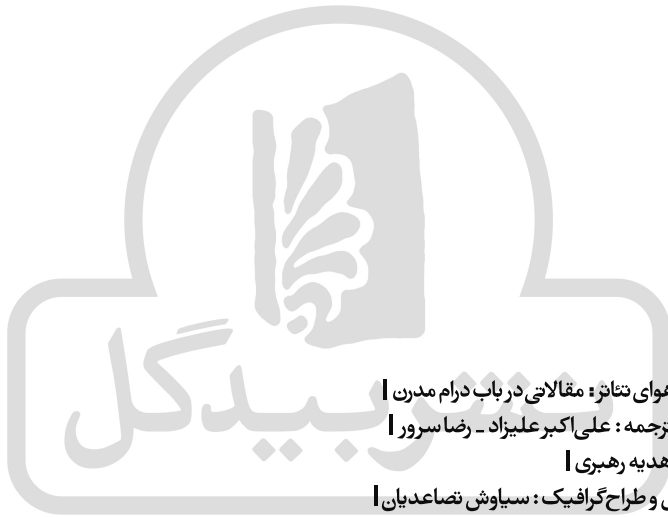 هوای تئاتر : مقالاتی در باب درام مدرن |
ترجمه : علی‌اکبر علیزاد ـ رضا سرور |
هدیه رهبری |
و طراح گرافیک : سیاوش تصاعدیان |
نشر بیدگل